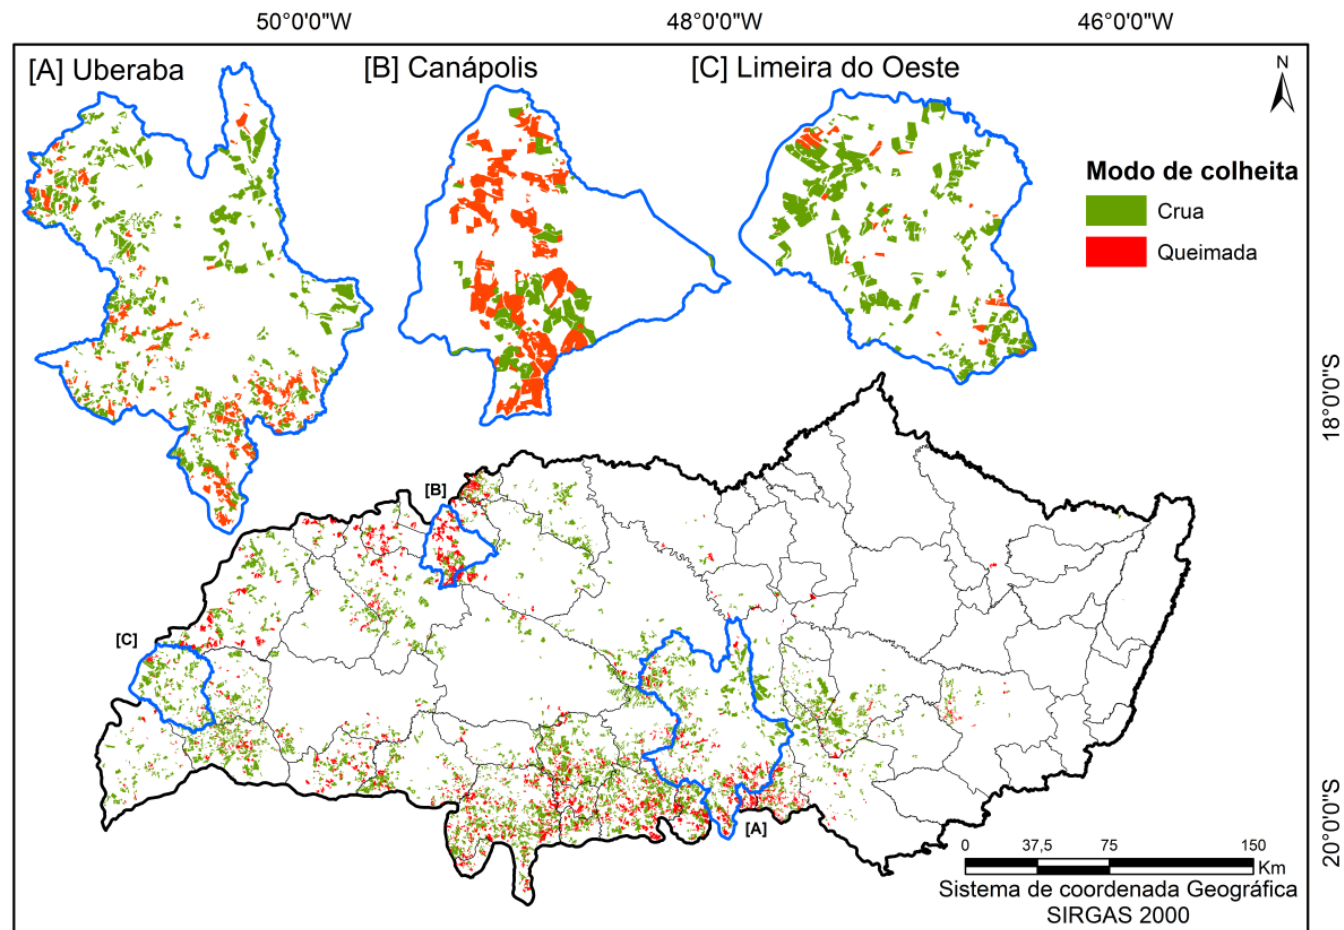 50°0'0"W
48°0'0"W
46°0'0"W
[A] Uberaba
[B] Canápolis
[C] Limeira do Oeste
N
Modo de colheita
Crua
Queimada
18°0'0"S
[B]
[C]
[A]
20°0'0"S
0 37,5 75 150
Km
Sistema de coordenada Geográfica
SIRGAS 2000